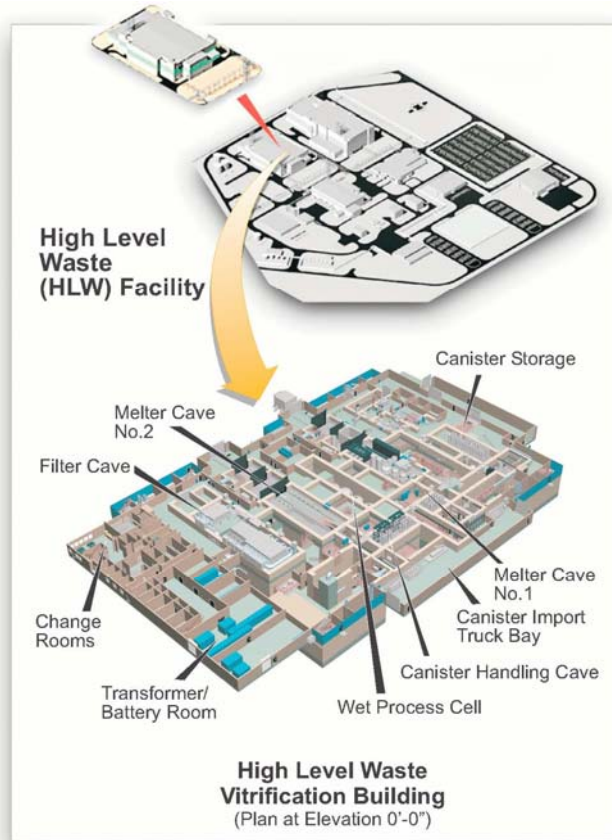 High Level
Waste
(HLW) Facility
Canister Storage
Melter Cave
No.2
Filter Cave
Melter Cave
No.1
Change
Rooms
Canister Import
Truck Bay
Canister Handling Cave
Transformer/
Battery Room
Wet Process Cell
High Level Waste
Vitrification Building
(Plan at Elevation 0'-0")